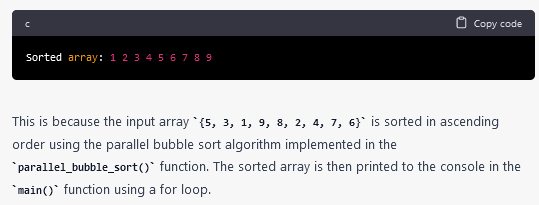 c Copy code
Sorted array: 1 2 3 4 5 6 7 8 9
This is because the input array `{5, 3, 1, 9, 8, 2, 4, 7, 6}` is sorted in ascending
order using the parallel bubble sort algorithm implemented in the
`parallel_bubble_sort()` function. The sorted array is then printed to the console in the
`main()` function using a for loop.